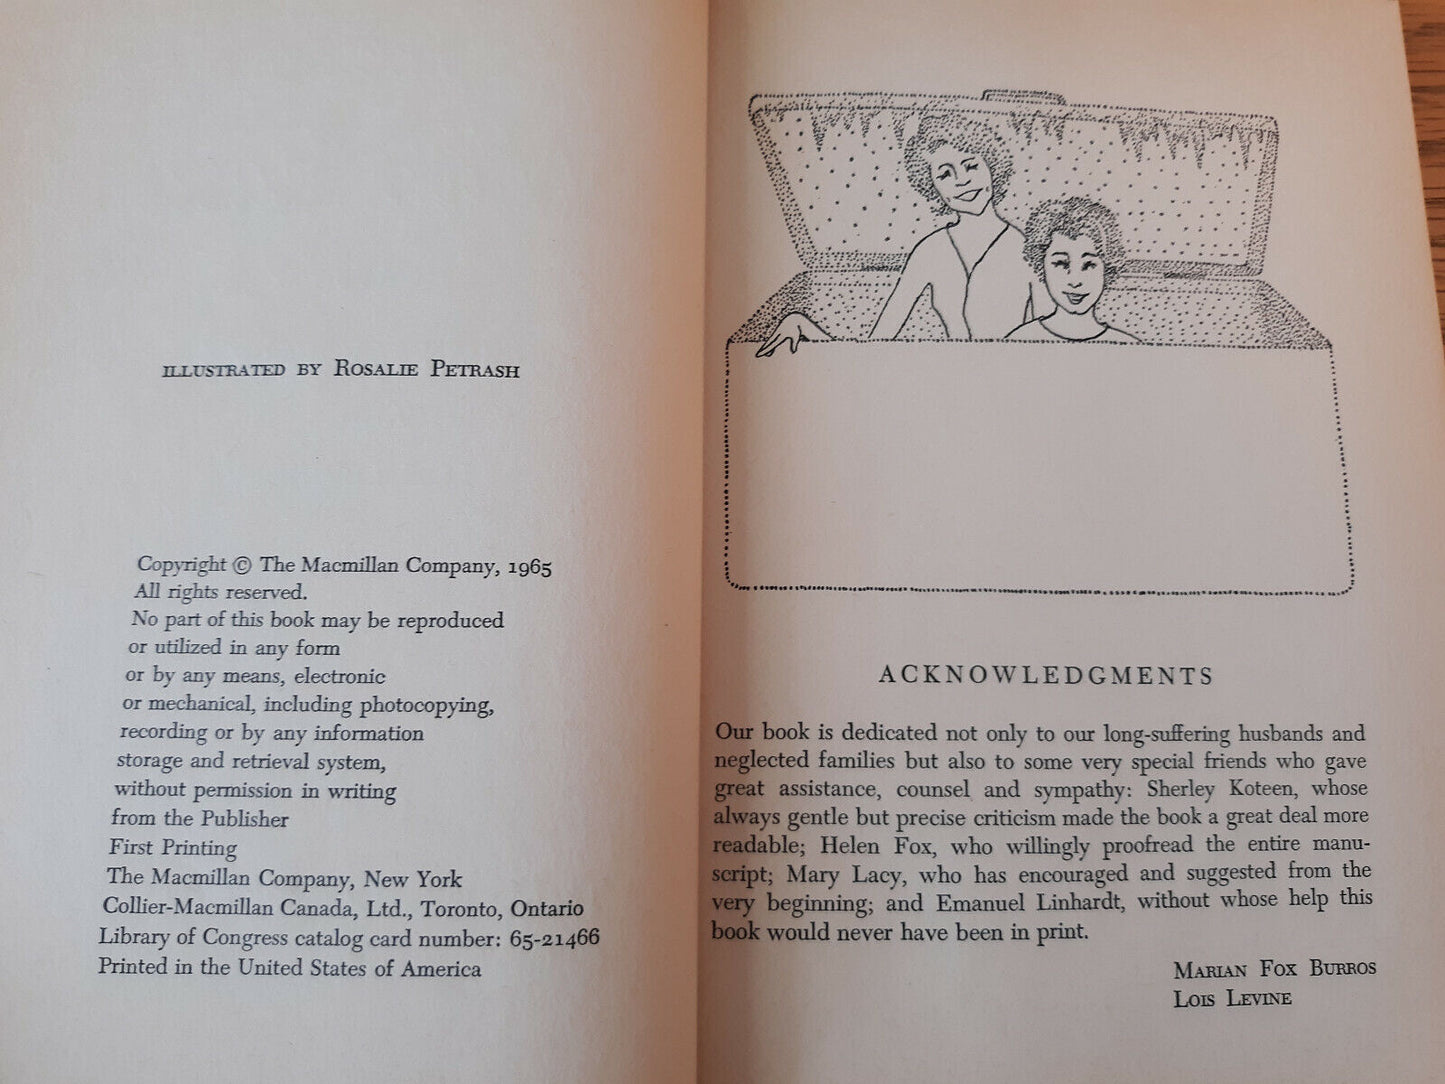 ILLUSTRATED BY ROSALIE PETRASH
Copyright © The Macmillan Company, 1965
All rights reserved.
No part of this book may be reproduced
or utilized in any form
or by any means, electronic
or mechanical, including photocopying,
recording or by any information
storage and retrieval system,
without permission in writing
from the Publisher
First Printing
The Macmillan Company, New York
Collier-Macmillan Canada, Ltd., Toronto, Ontario
Library of Congress catalog card number: 65-21466
Printed in the United States of America
ACKNOWLEDGMENTS
Our book is dedicated not only to our long-suffering husbands and
neglected families but also to some very special friends who gave
great assistance, counsel and sympathy: Sherley Koteen, whose
always gentle but precise criticism made the book a great deal more
readable; Helen Fox, who willingly proofread the entire manu-
script; Mary Lacy, who has encouraged and suggested from the
very beginning; and Emanuel Linhardt, without whose help this
book would never have been in print.
MARIAN FOX BURROS
LOIS LEVINE